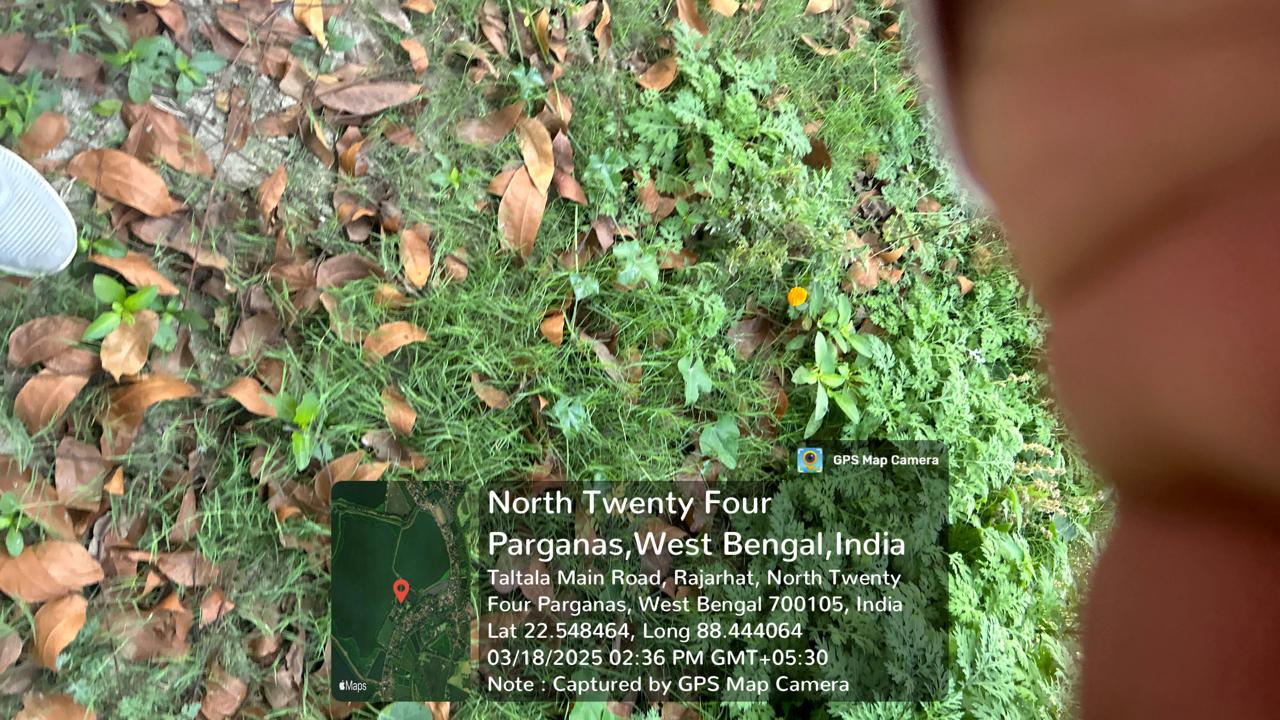 GPS Map Camera
North Twenty Four
Parganas,West Bengal,India
Taltala Main Road, Rajarhat, North Twenty
Four Parganas, West Bengal 700105, India
Lat 22.548464, Long 88.444064
03/18/2025 02:36 PM GMT+05:30
Note : Captured by GPS Map Camera
Maps